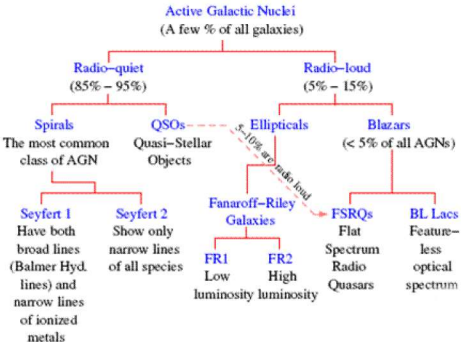 Active Galactic Nuclei
(A few % of all galaxies)
Radio-quiet
(85% - 95%)
Radio-loud
(5% - 15%)
Spirals
The most common
class of AGN
QSOs
Quasi-Stellar
Objects
5-10% are radio loud
Ellipticals
Blazars
(< 5% of all AGNs)
Seyfert 1
Have both
broad lines
(Balmer Hyd.
lines) and
narrow lines
of ionized
metals
Seyfert 2
Show only
narrow lines
of all species
Fanaroff-Riley
Galaxies
FR1
Low
luminosity
FR2
High
luminosity
FSRQs
Flat
Spectrum
Radio
Quasars
BL Lacs
Feature-
less
optical
spectrum